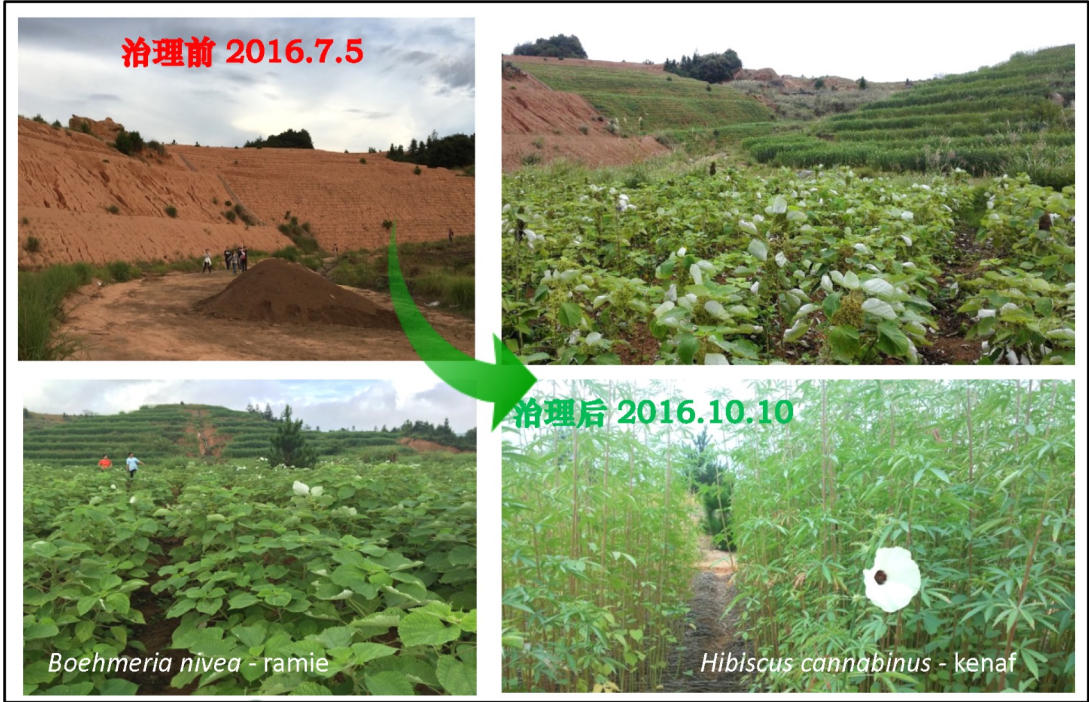 治理前 2016.7.5
治理后 2016.10.10
Boehmeria nivea - ramie
Hibiscus cannabinus - kenaf